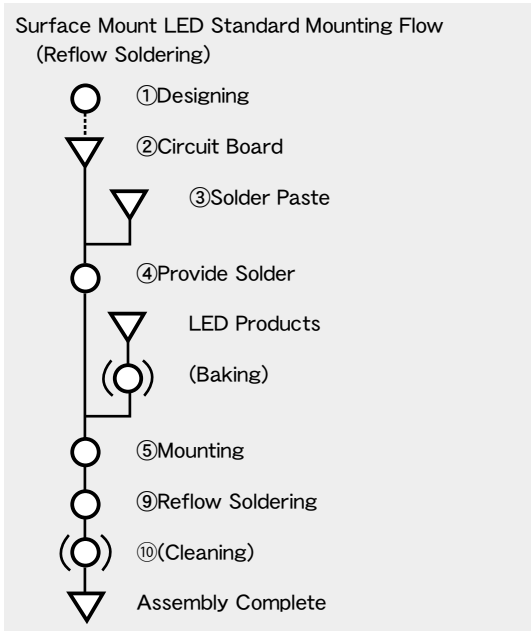 Surface Mount LED Standard Mounting Flow
(Reflow Soldering)
①Designing
②Circuit Board
③Solder Paste
④Provide Solder
LED Products
(Baking)
⑤Mounting
⑨Reflow Soldering
⑩(Cleaning)
Assembly Complete